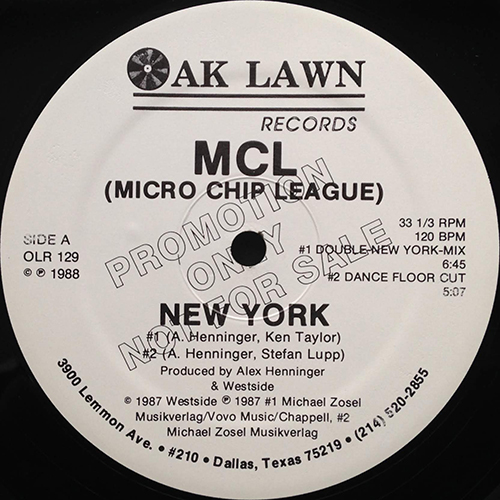 OAK LAWN
RECORDS
MCL
(MICRO CHIP LEAGUE)
PROMOTION
ONLY
NOT FOR SALE
SIDE A
OLR 129
© ℗ 1988
33 1/3 RPM
120 BPM
#1 DOUBLE-NEW YORK-MIX
6:45
#2 DANCE FLOOR CUT
5:07
NEW YORK
#1 (A. Henninger, Ken Taylor)
#2 (A. Henninger, Stefan Lupp)
Produced by Alex Henninger
& Westside
© 1987 Westside ℗ 1987 #1 Michael Zosel
Musikverlag/Vovo Music/Chappell, #2
Michael Zosel Musikverlag
3900 Lemmon Ave. • #210 • Dallas, Texas 75219 • (214) 520-2855